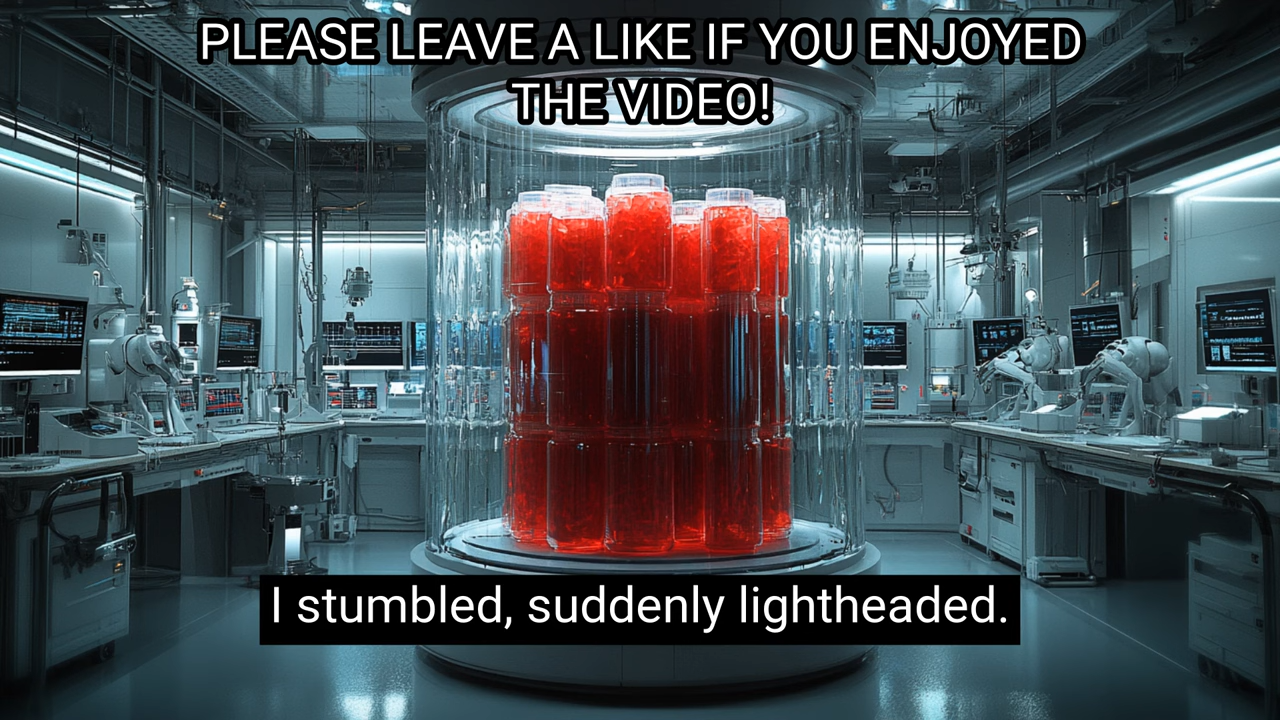 PLEASE LEAVE A LIKE IF YOU ENJOYED
THE VIDEO!
I stumbled, suddenly lightheaded.